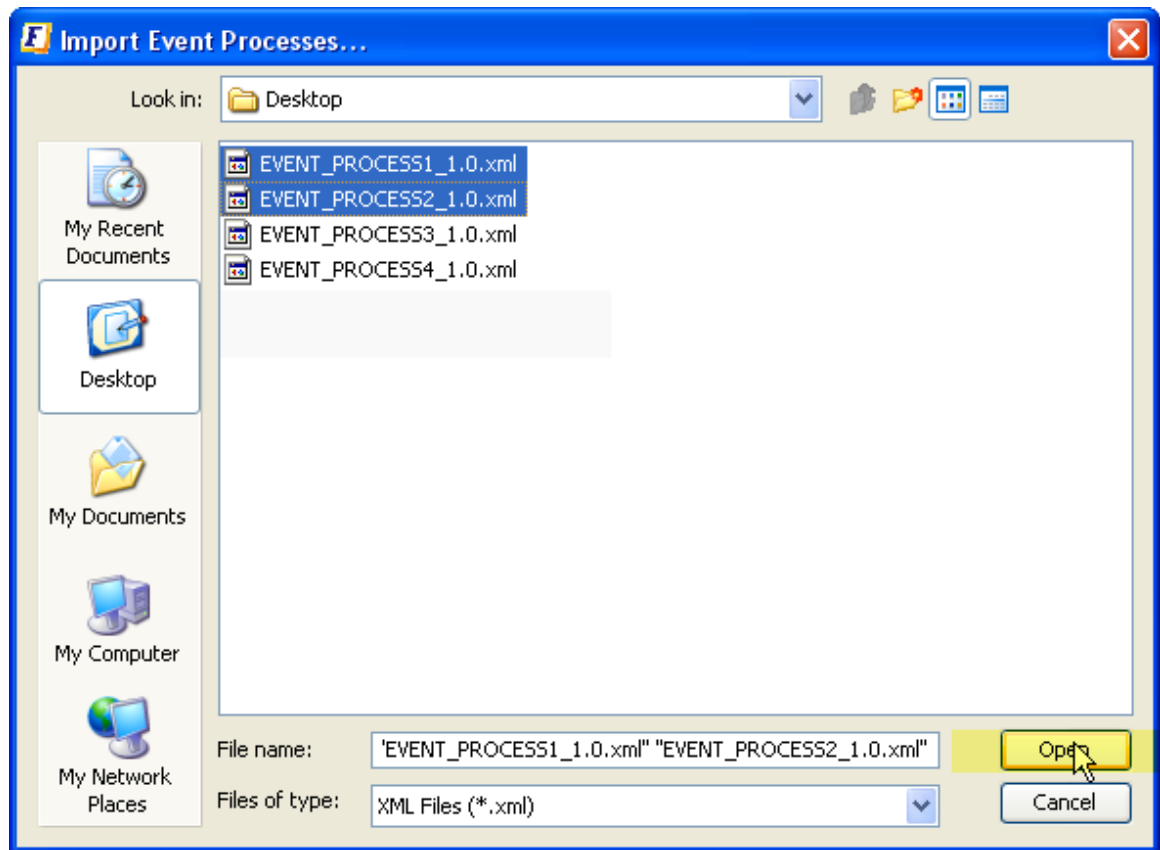 Import Event Processes...
Look in:
Desktop
EVENT_PROCESS1_1.0.xml
EVENT_PROCESS2_1.0.xml
EVENT_PROCESS3_1.0.xml
EVENT_PROCESS4_1.0.xml
My Recent
Documents
Desktop
My Documents
My Computer
My Network
Places
File name:
'EVENT_PROCESS1_1.0.xml" "EVENT_PROCESS2_1.0.xml"
Open
Files of type:
XML Files (*.xml)
Cancel